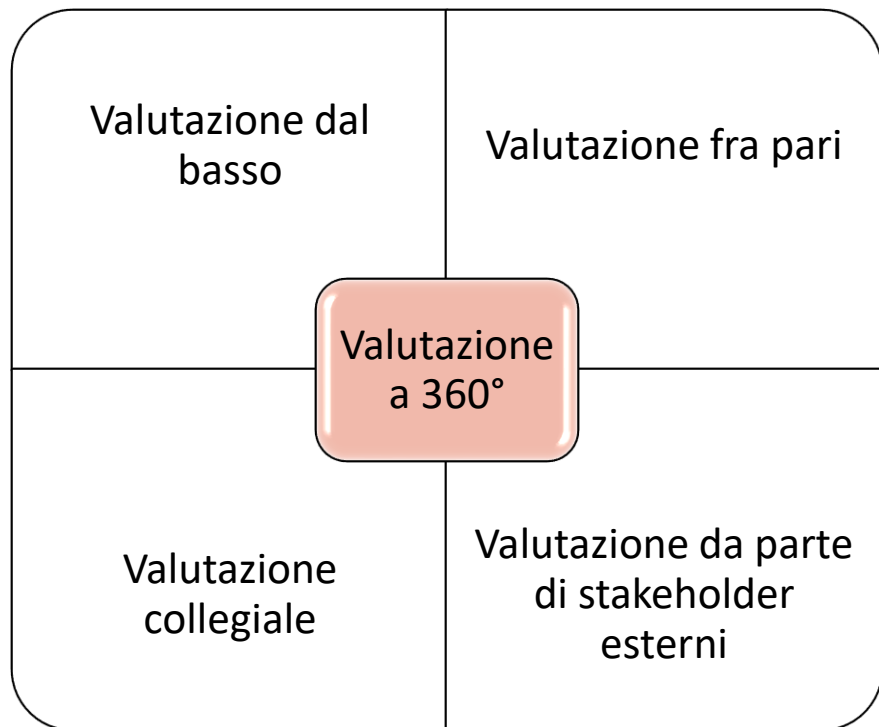 Valutazione dal
basso
Valutazione fra pari
Valutazione
a 360°
Valutazione
collegiale
Valutazione da parte
di stakeholder
esterni